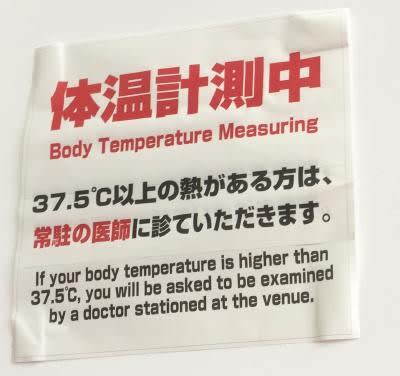 体温計測中
Body Temperature Measuring
37.5℃以上の熱がある方は、
常駐の医師に診ていただきます。
If your body temperature is higher than
37.5℃, you will be asked to be examined
by a doctor stationed at the venue.